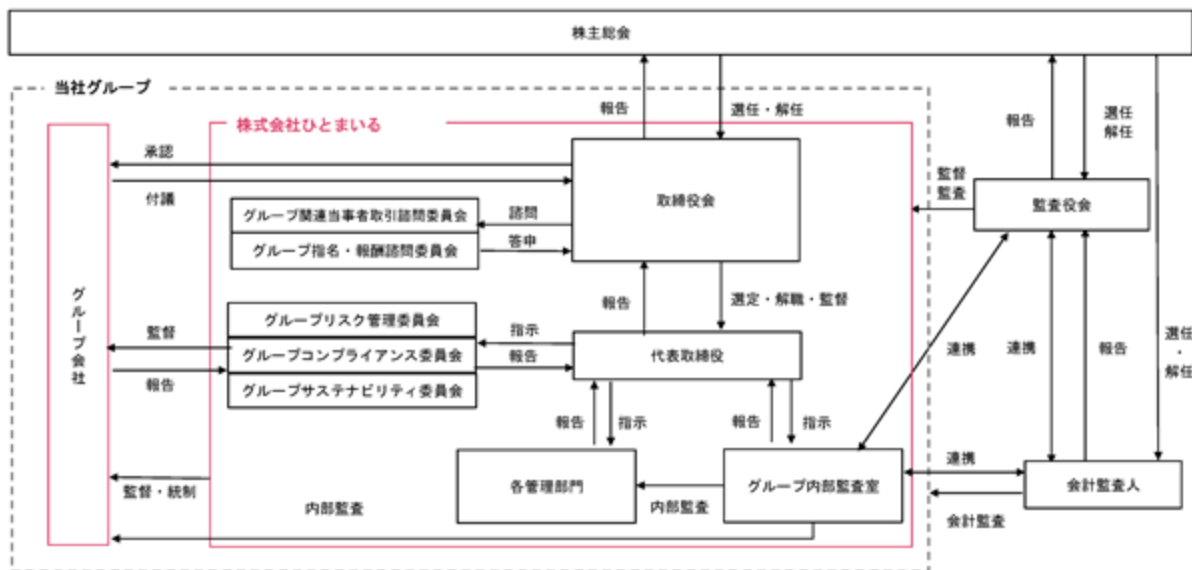 株主総会
当社グループ
報告
選任・解任
報告
選任
解任
株式会社ひとまいる
承認
付議
取締役会
監督
監査
監査役会
グループ関連当事者取引諮問委員会
諮問
グループ指名・報酬諮問委員会
答申
報告
選定・解職・監督
グループ会社
グループリスク管理委員会
監督
グループコンプライアンス委員会
指示
報告
代表取締役
報告
グループサステナビリティ委員会
連携
連携
報告
選任
・
解任
報告
指示
報告
指示
各管理部門
グループ内部監査室
連携
会計監査人
監督・統制
内部監査
内部監査
会計監査